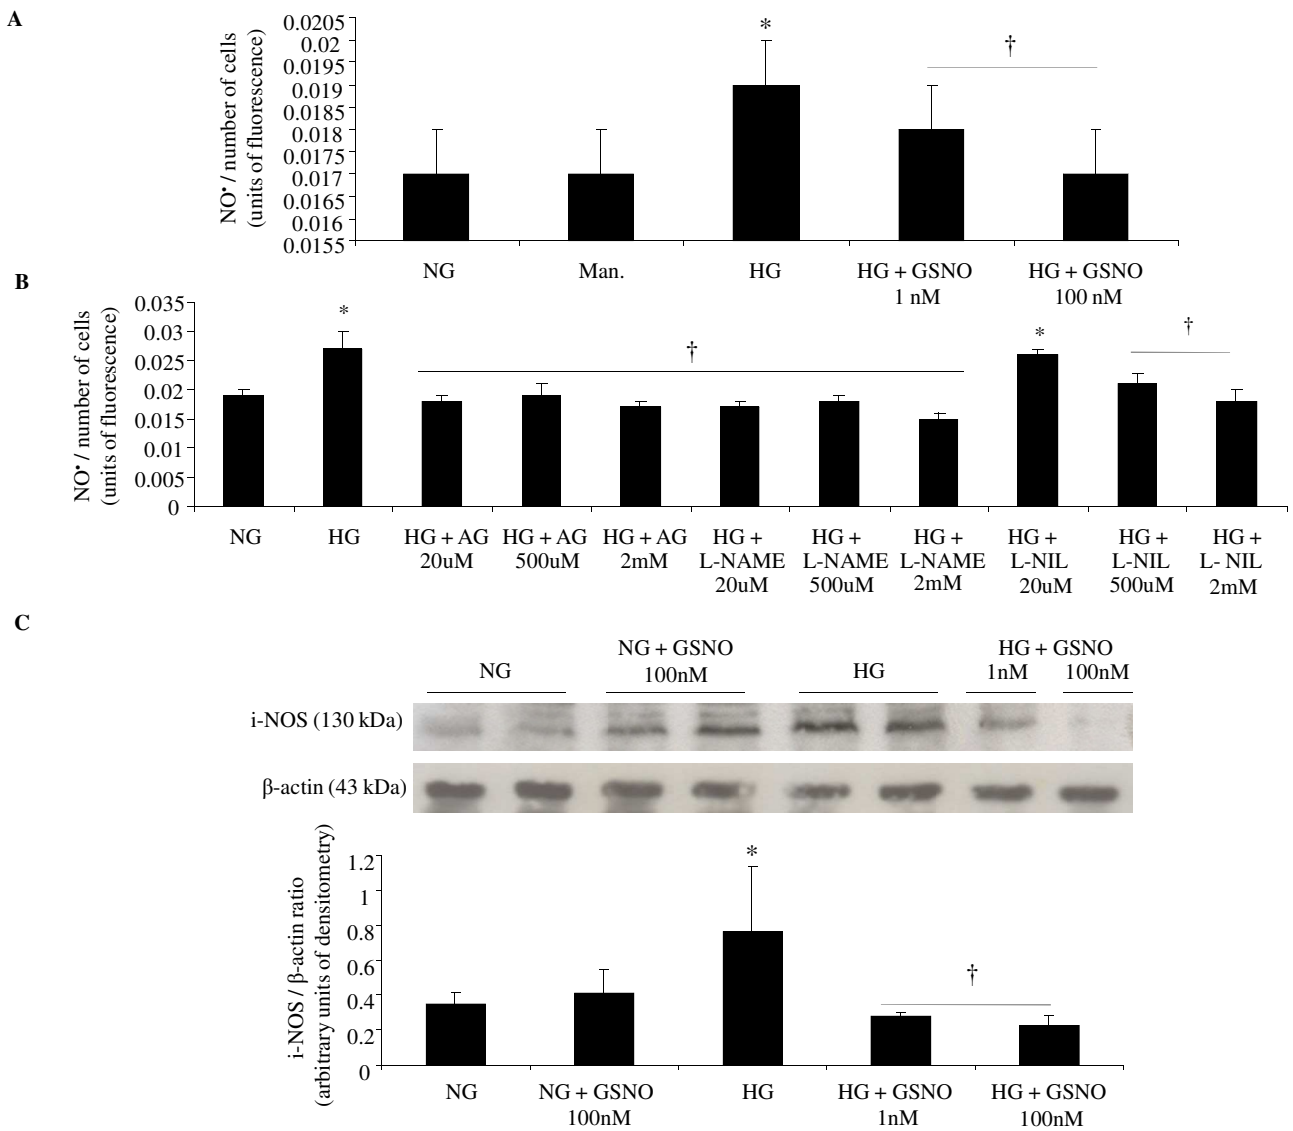 A
NO• / number of cells
(units of fluorescence)
0.0205
0.02
0.0195
0.019
0.0185
0.018
0.0175
0.017
0.0165
0.016
0.0155
*
†
NG
Man.
HG
HG + GSNO
1 nM
HG + GSNO
100 nM
B
NO• / number of cells
(units of fluorescence)
0.035
0.03
0.025
0.02
0.015
0.01
0.005
0
*
†
*
†
NG
HG
HG + AG
20uM
HG + AG
500uM
HG + AG
2mM
HG +
L-NAME
20uM
HG +
L-NAME
500uM
HG +
L-NAME
2mM
HG +
L-NIL
20uM
HG +
L-NIL
500uM
HG +
L- NIL
2mM
C
NG
NG + GSNO
100nM
HG
HG + GSNO
1nM
100nM
i-NOS (130 kDa)
β-actin (43 kDa)
i-NOS / β-actin ratio
(arbitrary units of densitometry)
1.2
1
0.8
0.6
0.4
0.2
0
*
†
NG
NG + GSNO
100nM
HG
HG + GSNO
1nM
HG + GSNO
100nM